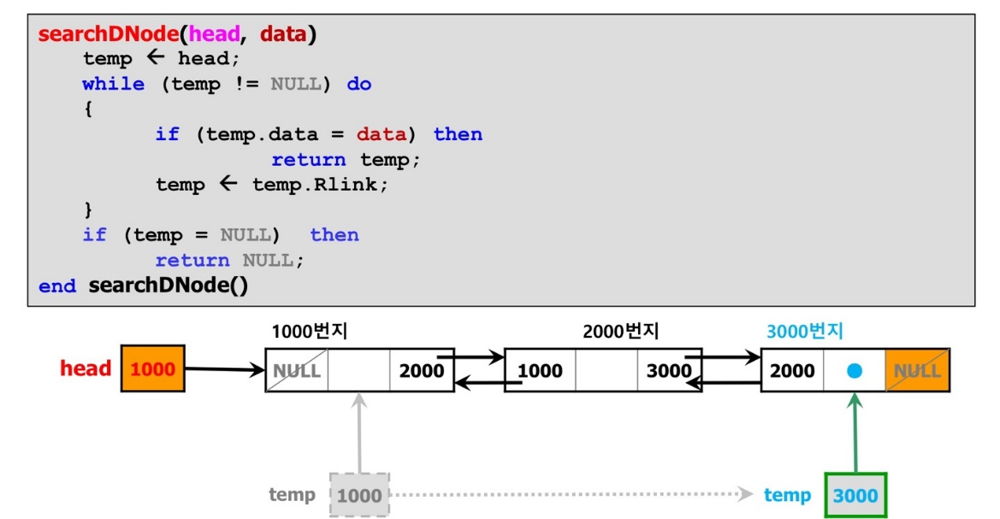 searchDNode(head, data)
temp ← head;
while (temp != NULL) do
{
if (temp.data = data) then
return temp;
temp ← temp.Rlink;
}
if (temp = NULL) then
return NULL;
end searchDNode()
1000번지 2000번지 3000번지
head 1000 NULL 2000 1000 3000 2000 NULL
temp 1000 temp 3000